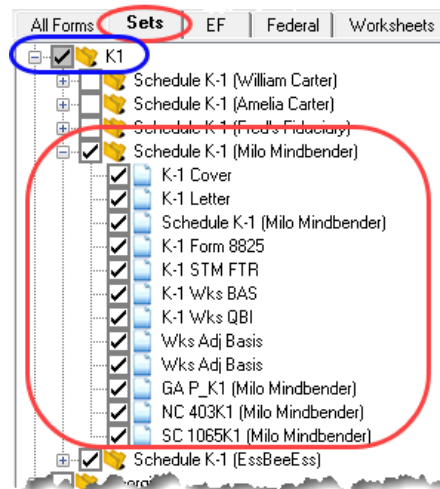 All Forms Sets EF Federal Worksheets
K1
Schedule K-1 (William Carter)
Schedule K-1 (Amelia Carter)
Schedule K-1 (Fred's Fiduciary)
Schedule K-1 (Milo Mindbender)
K-1 Cover
K-1 Letter
Schedule K-1 (Milo Mindbender)
K-1 Form 8825
K-1 STM FTR
K-1 Wks BAS
K-1 Wks QBI
Wks Adj Basis
Wks Adj Basis
GA P_K1 (Milo Mindbender)
NC 403K1 (Milo Mindbender)
SC 1065K1 (Milo Mindbender)
Schedule K-1 (EssBeeEss)